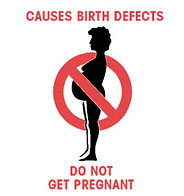 CAUSES BIRTH DEFECTS
DO NOT
GET PREGNANT